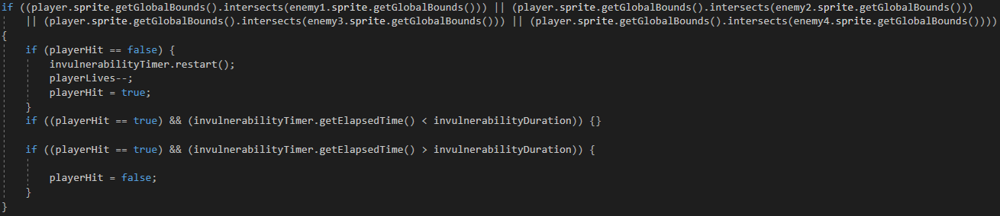 if ((player.sprite.getGlobalBounds().intersects(enemy1.sprite.getGlobalBounds())) || (player.sprite.getGlobalBounds().intersects(enemy2.sprite.getGlobalBounds()))
|| (player.sprite.getGlobalBounds().intersects(enemy3.sprite.getGlobalBounds())) || (player.sprite.getGlobalBounds().intersects(enemy4.sprite.getGlobalBounds())))
{
if (playerHit == false) {
invulnerabilityTimer.restart();
playerLives--;
playerHit = true;
}
if ((playerHit == true) && (invulnerabilityTimer.getElapsedTime() < invulnerabilityDuration)) {}
if ((playerHit == true) && (invulnerabilityTimer.getElapsedTime() > invulnerabilityDuration)) {
playerHit = false;
}
}